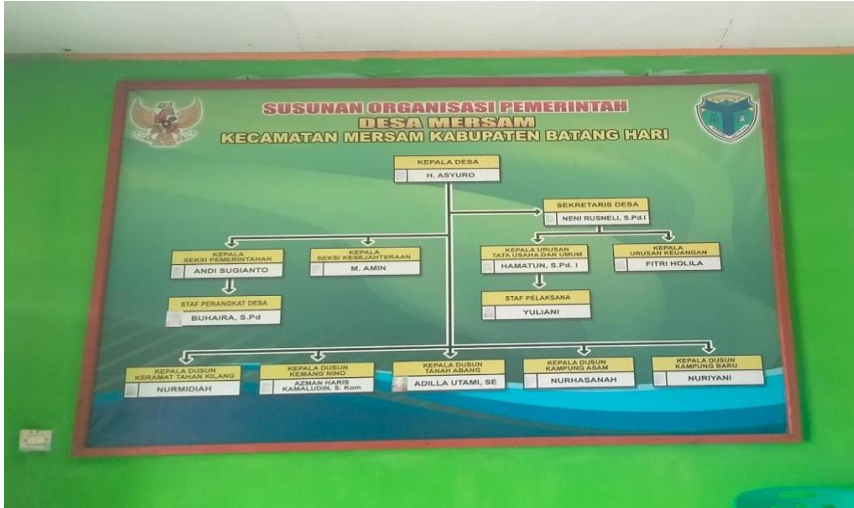 SUSUNAN ORGANISASI PEMERINTAH
DESA MERSAM
KECAMATAN MERSAM KABUPATEN BATANG HARI
KEPALA DESA
H. ASYURO
SEKRETARIS DESA
NENI RUSNELI, S.Pd.I
KEPALA
SEKSI PEMERINTAHAN
ANDI SUGIANTO
KEPALA
SEKSI KESEJAHTERAAN
M. AMIN
KEPALA URUSAN
TATA USAHA DAN UMUM
HAMATUN, S.Pd. I
KEPALA
URUSAN KEUANGAN
FITRI HOLILA
STAF PERANGKAT DESA
BUHAIRA, S.Pd
STAF PELAKSANA
YULIANI
KEPALA DUSUN
KERAMAT TAHAN KILANG
NURMIDIAH
KEPALA DUSUN
KEMANG NINO
AZMAN HARIS
KAMALUDIN, S. Kom
KEPALA DUSUN
TANAH ABANG
ADILLA UTAMI, SE
KEPALA DUSUN
KAMPUNG ASAM
NURHASANAH
KEPALA DUSUN
KAMPUNG BARU
NURIYANI